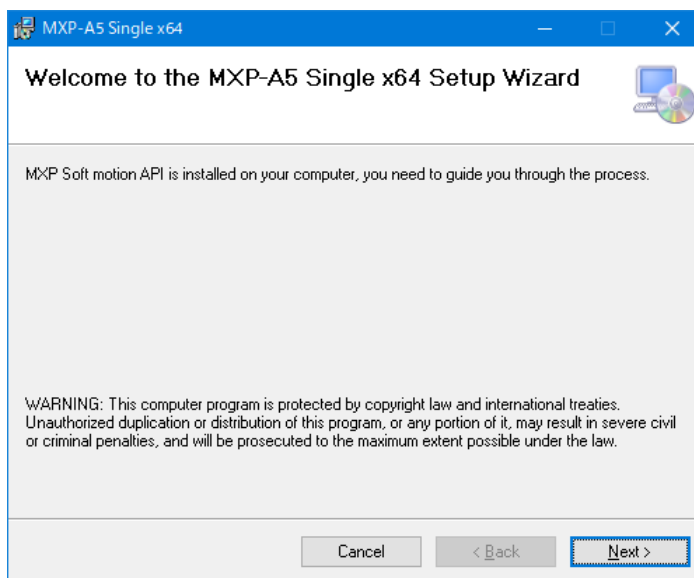 MXP-A5 Single x64
Welcome to the MXP-A5 Single x64 Setup Wizard
MXP Soft motion API is installed on your computer, you need to guide you through the process.
WARNING: This computer program is protected by copyright law and international treaties.
Unauthorized duplication or distribution of this program, or any portion of it, may result in severe civil
or criminal penalties, and will be prosecuted to the maximum extent possible under the law.
Cancel
< Back
Next >